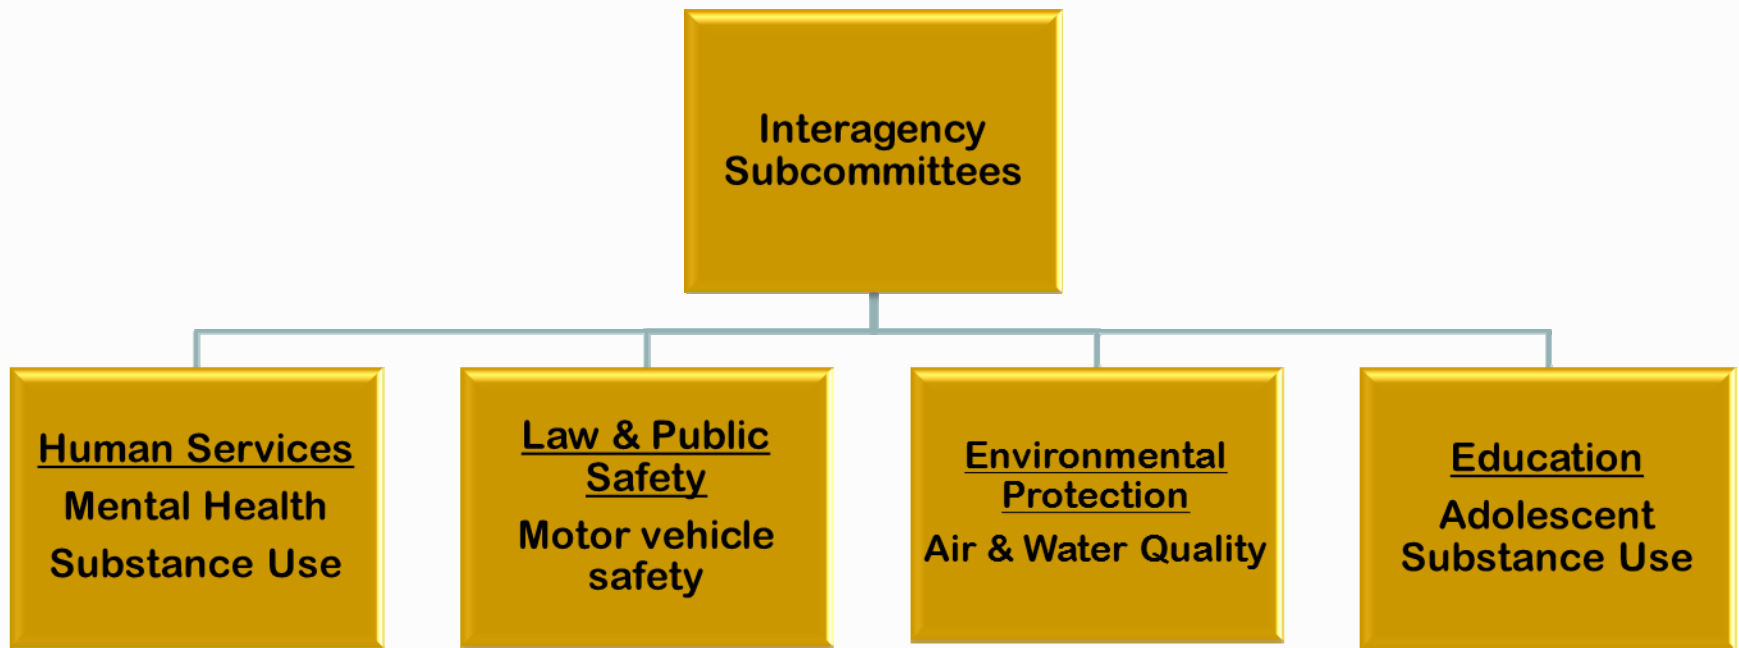 Interagency
Subcommittees
Human Services
Mental Health
Substance Use
Law & Public
Safety
Motor vehicle
safety
Environmental
Protection
Air & Water Quality
Education
Adolescent
Substance Use